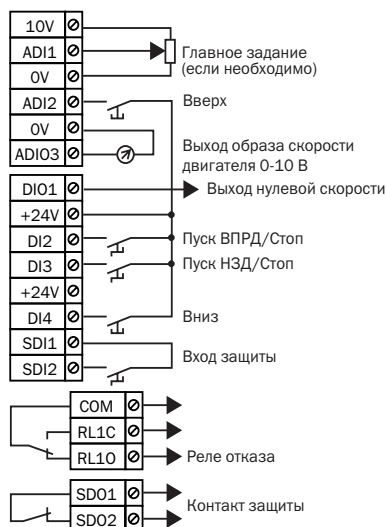 10V
ADI1
Главное задание
(если необходимо)
0V
ADI2
Вверх
0V
ADIO3
Выход образа скорости
двигателя 0-10 В
DIO1
Выход нулевой скорости
+24V
DI2
Пуск ВПРД/Стоп
DI3
Пуск НЗД/Стоп
+24V
DI4
Вниз
SDI1
Вход защиты
SDI2
COM
RL1C
RL1O
Реле отказа
SDO1
Контакт защиты
SDO2